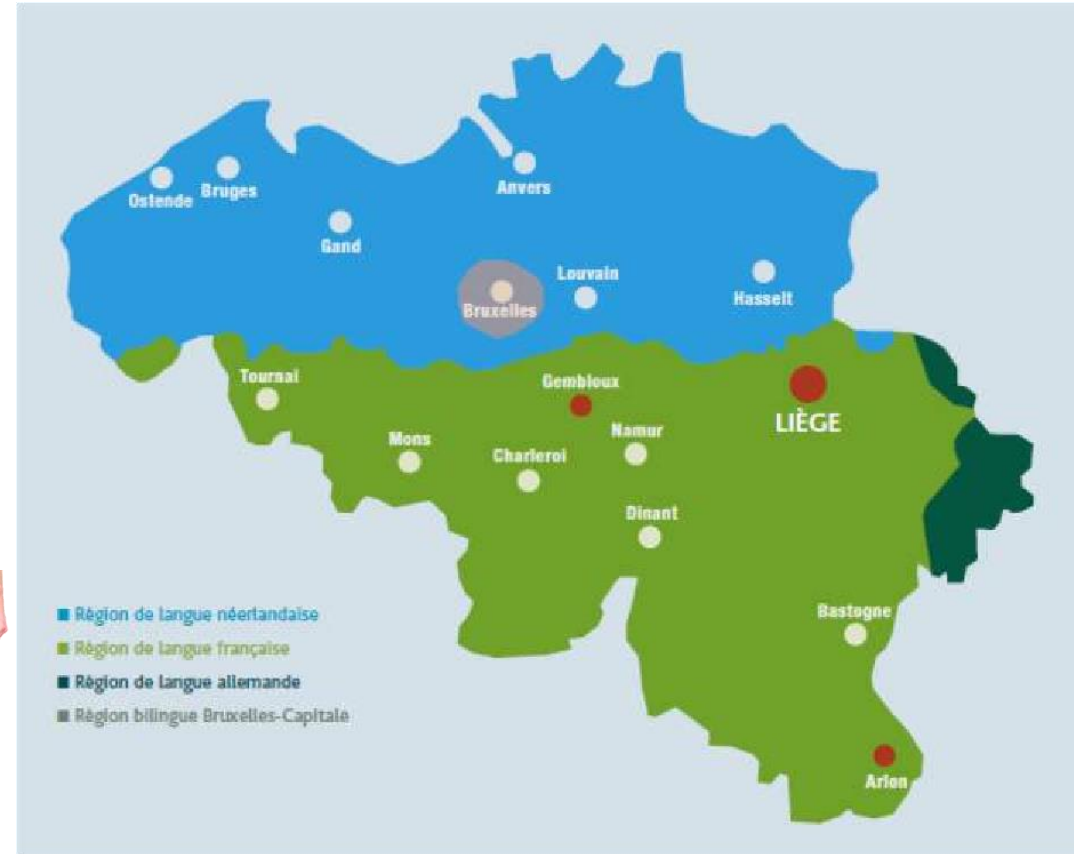 Anvers
Bruges
Ostende
Gand
Louvain
Hasselt
Bruxelles
Tournai
Gembloux
LIÈGE
Mons
Namur
Charleroi
Dinant
Bastogne
Arlon
Région de langue néerlandaise
Région de langue française
Région de langue allemande
Région bilingue Bruxelles-Capitale